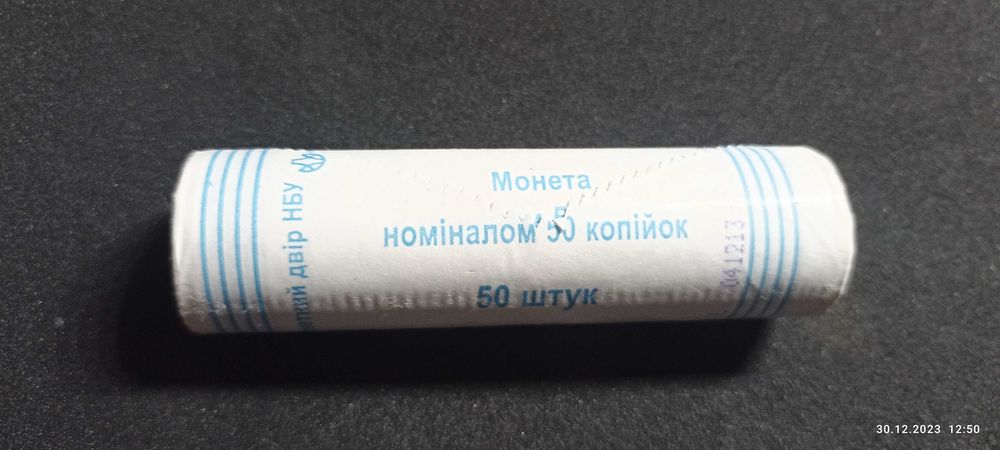 Монета
номіналом 50 копійок
50 штук
двір НБУ
041213
30.12.2023 12:50